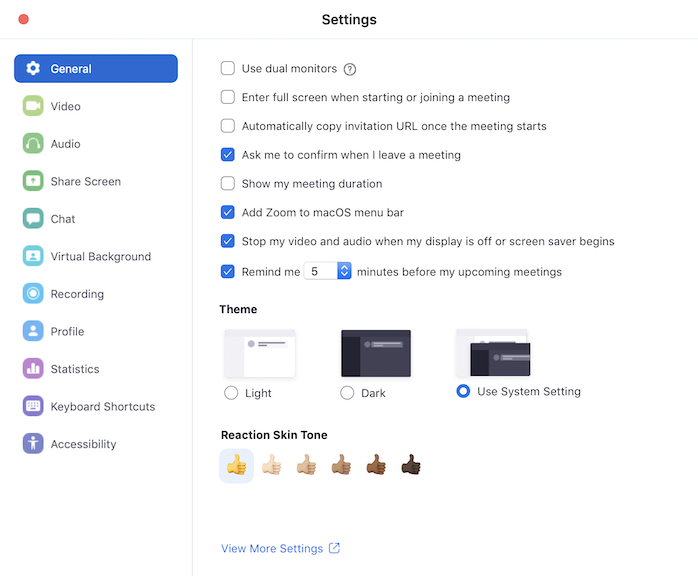 Settings
General
Video
Audio
Share Screen
Chat
Virtual Background
Recording
Profile
Statistics
Keyboard Shortcuts
Accessibility
Use dual monitors ?
Enter full screen when starting or joining a meeting
Automatically copy invitation URL once the meeting starts
Ask me to confirm when I leave a meeting
Show my meeting duration
Add Zoom to macOS menu bar
Stop my video and audio when my display is off or screen saver begins
Remind me 5 minutes before my upcoming meetings
Theme
Light Dark Use System Setting
Reaction Skin Tone
View More Settings